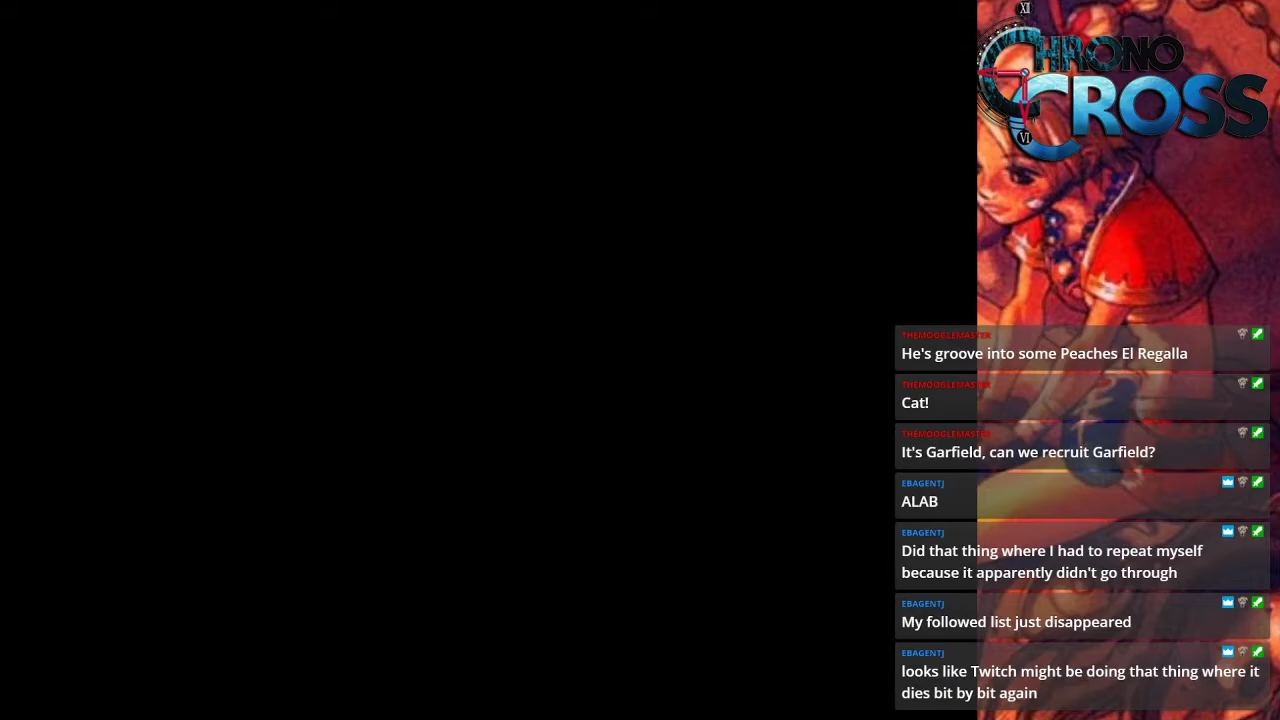 XII
CHRONO
CROSS
VI
THEMOOGLEMASTER
He's groove into some Peaches El Regalla
THEMOOGLEMASTER
Cat!
THEMOOGLEMASTER
It's Garfield, can we recruit Garfield?
EBAGENTJ
ALAB
EBAGENTJ
Did that thing where I had to repeat myself
because it apparently didn't go through
EBAGENTJ
My followed list just disappeared
EBAGENTJ
looks like Twitch might be doing that thing where it
dies bit by bit again